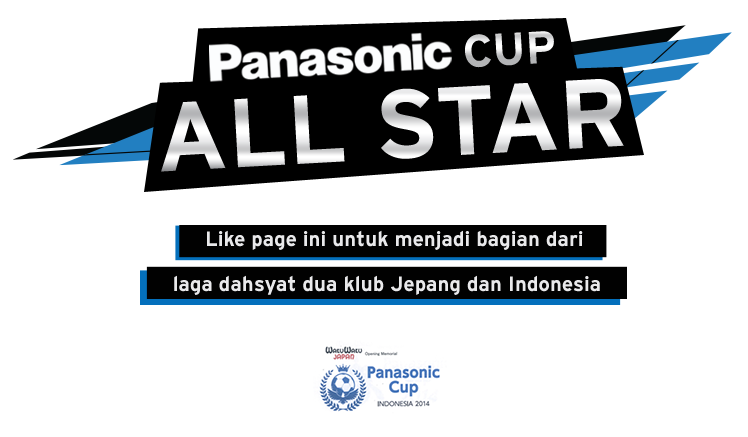 Panasonic CUP
ALL STAR
Like page ini untuk menjadi bagian dari
laga dahsyat dua klub Jepang dan Indonesia
WakuWaku
JAPAN Opening Memorial
Panasonic
Cup
INDONESIA 2014